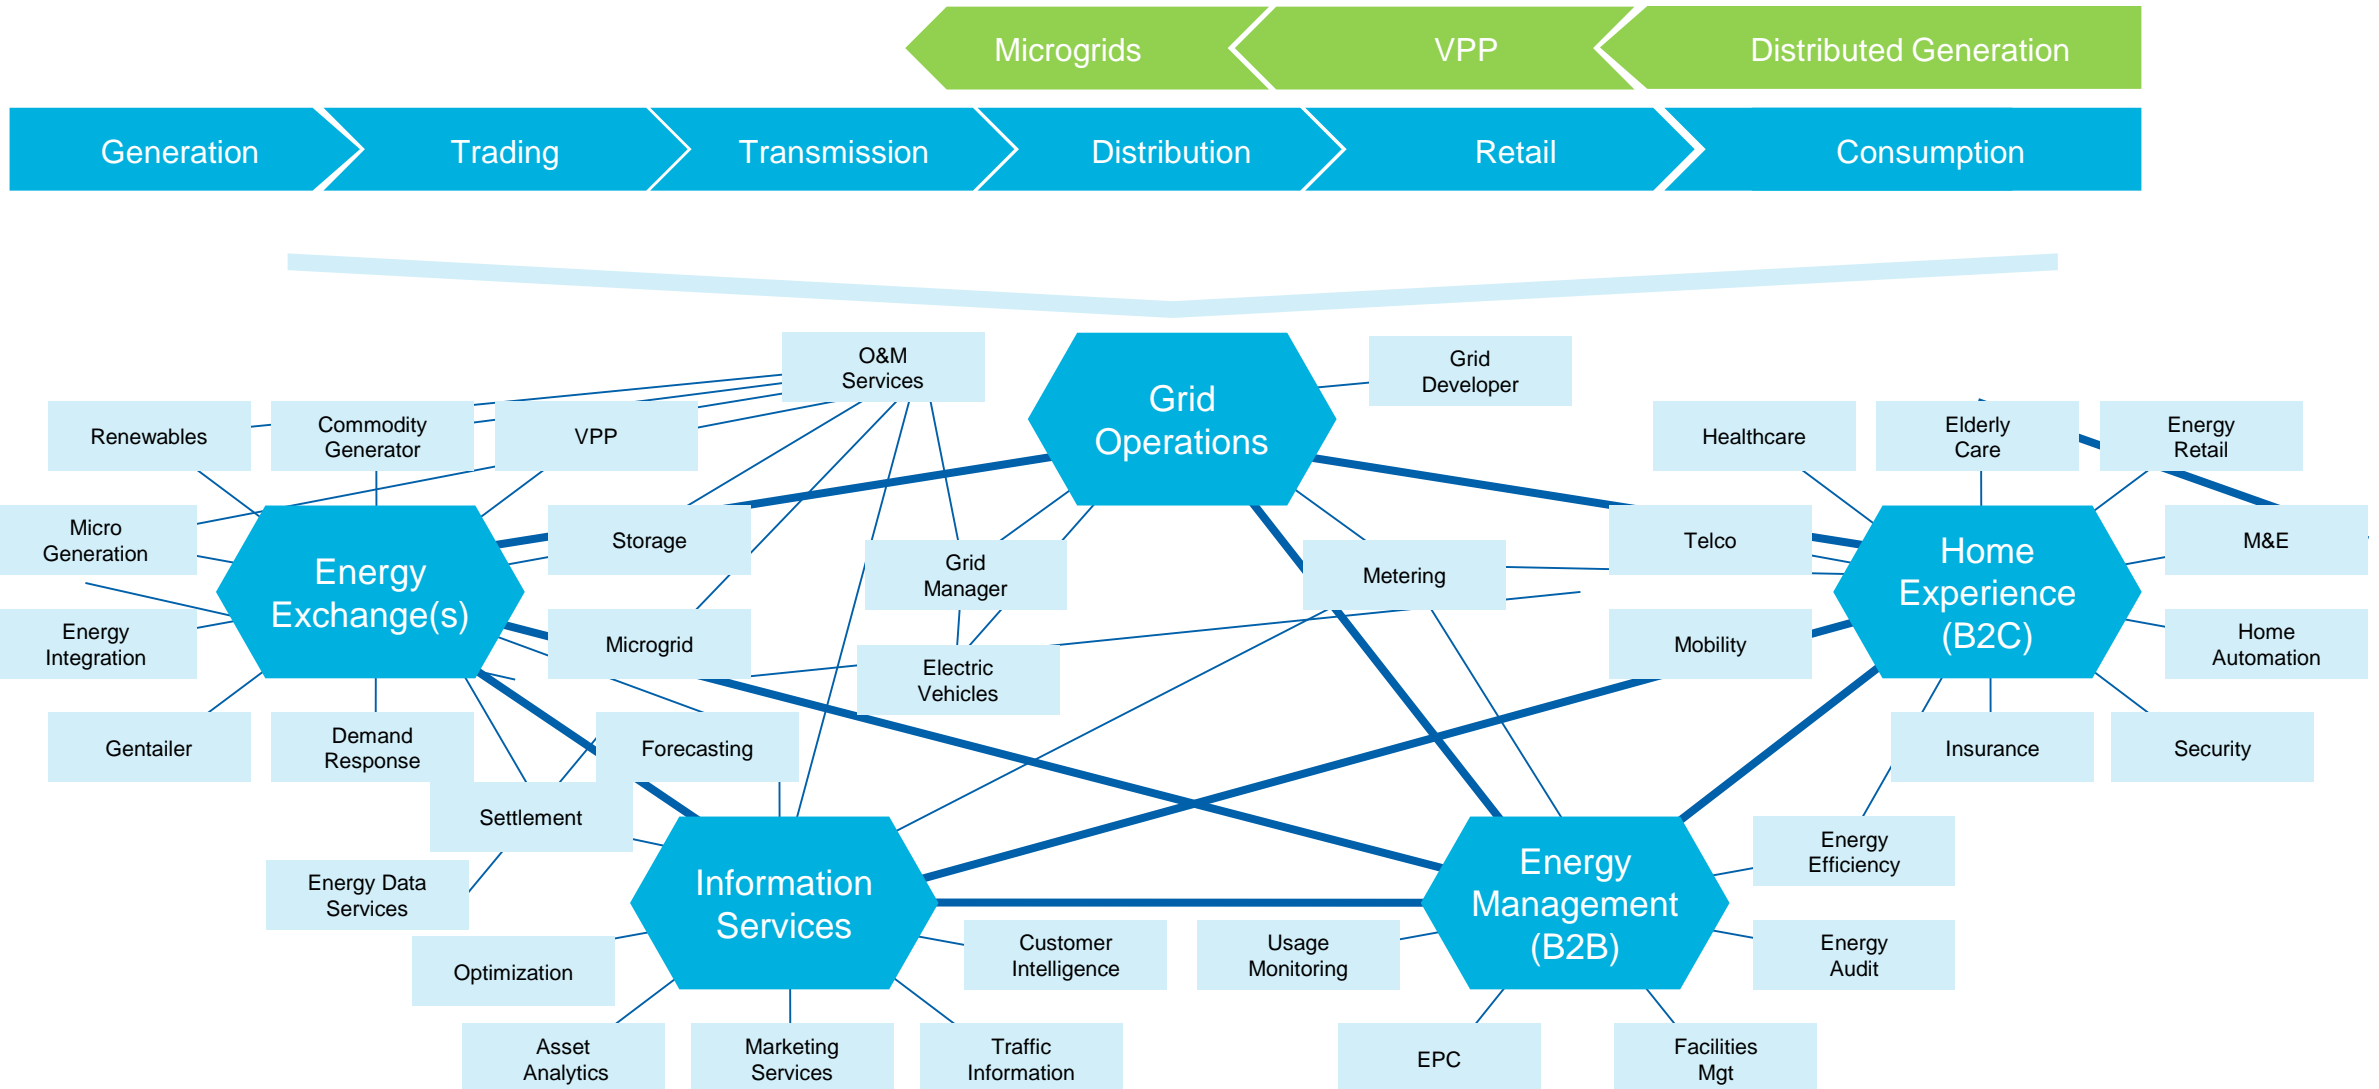 Microgrids
VPP
Distributed Generation
Generation
Trading
Transmission
Distribution
Retail
Consumption
O&M
Services
Grid
Operations
Grid
Developer
Renewables
Commodity
Generator
VPP
Healthcare
Elderly
Care
Energy
Retail
Micro
Generation
Energy
Exchange(s)
Storage
Grid
Manager
Metering
Telco
Home
Experience
(B2C)
M&E
Energy
Integration
Microgrid
Electric
Vehicles
Mobility
Home
Automation
Gentailer
Demand
Response
Forecasting
Insurance
Security
Settlement
Information
Services
Energy
Management
(B2B)
Energy
Efficiency
Energy Data
Services
Optimization
Customer
Intelligence
Usage
Monitoring
Energy
Audit
Asset
Analytics
Marketing
Services
Traffic
Information
EPC
Facilities
Mgt